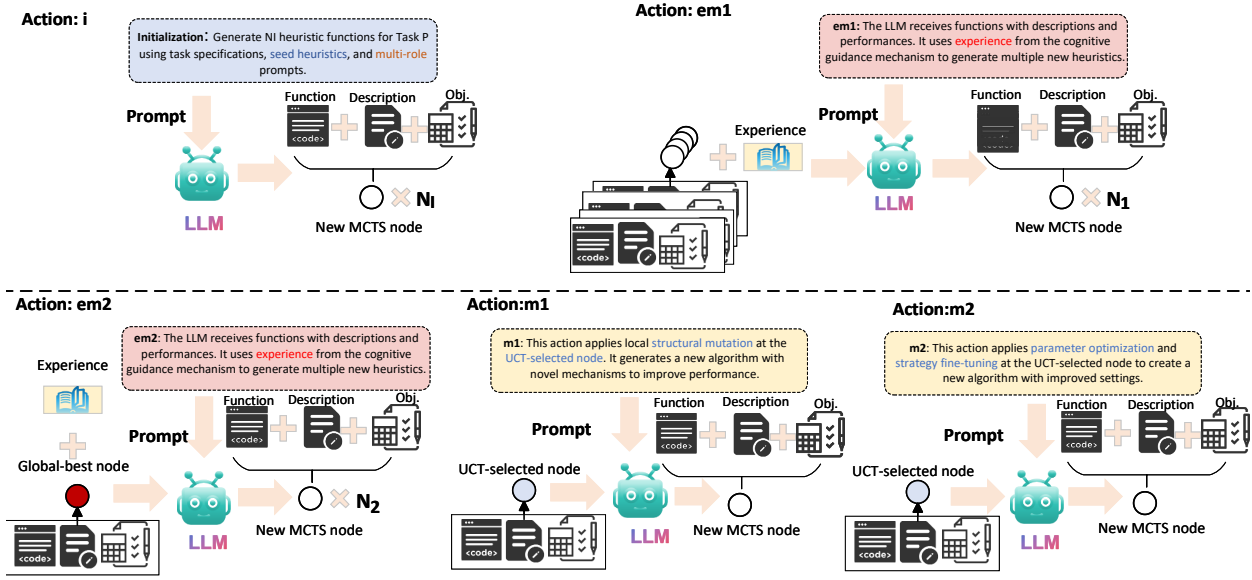 Action: i
Initialization: Generate NI heuristic functions for Task P
using task specifications, seed heuristics, and multi-role
prompts.
Prompt
Function
Description
Obj.
<code>
LLM
NI
New MCTS node
Action: em1
em1: The LLM receives functions with descriptions and
performances. It uses experience from the cognitive
guidance mechanism to generate multiple new heuristics.
Prompt
Function
Description
Obj.
Experience
<code>
LLM
N1
New MCTS node
Action: em2
em2: The LLM receives functions with descriptions and
performances. It uses experience from the cognitive
guidance mechanism to generate multiple new heuristics.
Experience
Prompt
Function
Description
Obj.
<code>
Global-best node
LLM
N2
New MCTS node
<code>
Action:m1
m1: This action applies local structural mutation at the
UCT-selected node. It generates a new algorithm with
novel mechanisms to improve performance.
Prompt
Function
Description
Obj.
<code>
UCT-selected node
LLM
New MCTS node
<code>
Action:m2
m2: This action applies parameter optimization and
strategy fine-tuning at the UCT-selected node to create a
new algorithm with improved settings.
Prompt
Function
Description
Obj.
<code>
UCT-selected node
LLM
New MCTS node
<code>